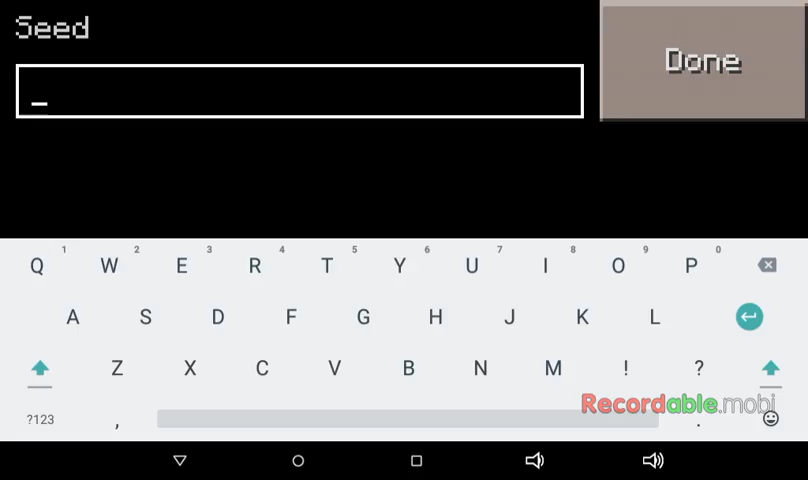 Seed
Done
_
1 2 3 4 5 6 7 8 9 0
Q W E R T Y U I O P
A S D F G H J K L
Z X C V B N M ! ?
Recordable.mobi
?123 , .